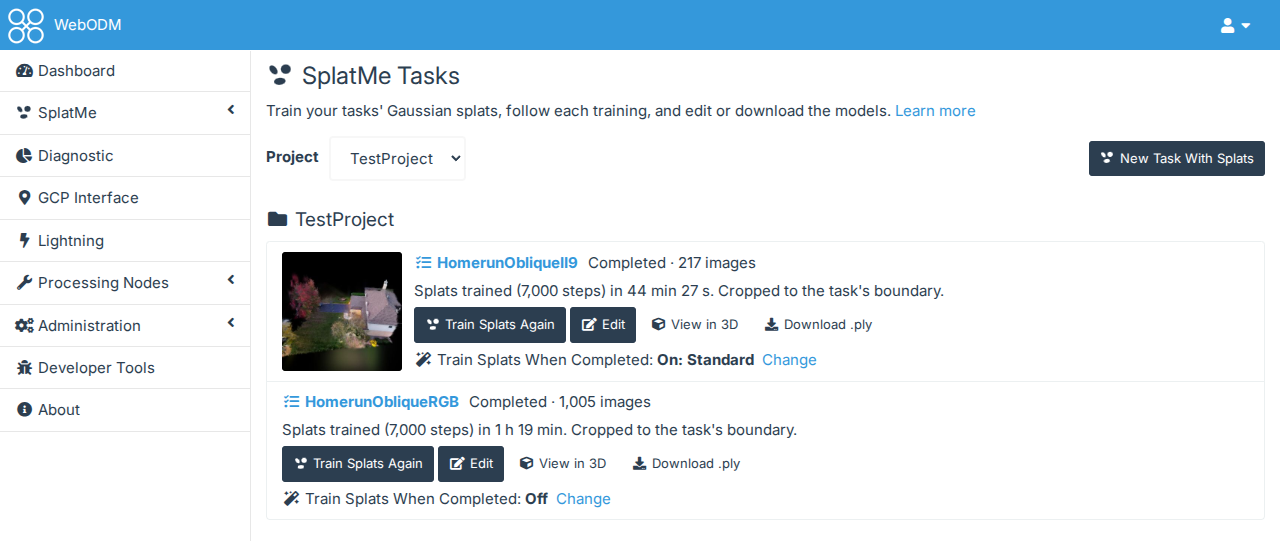 WebODM
Dashboard
SplatMe
Diagnostic
GCP Interface
Lightning
Processing Nodes
Administration
Developer Tools
About
SplatMe Tasks
Train your tasks' Gaussian splats, follow each training, and edit or download the models. Learn more
Project TestProject New Task With Splats
TestProject
HomerunObliqueII9 Completed · 217 images
Splats trained (7,000 steps) in 44 min 27 s. Cropped to the task's boundary.
Train Splats Again Edit View in 3D Download .ply
Train Splats When Completed: On: Standard Change
HomerunObliqueRGB Completed · 1,005 images
Splats trained (7,000 steps) in 1 h 19 min. Cropped to the task's boundary.
Train Splats Again Edit View in 3D Download .ply
Train Splats When Completed: Off Change